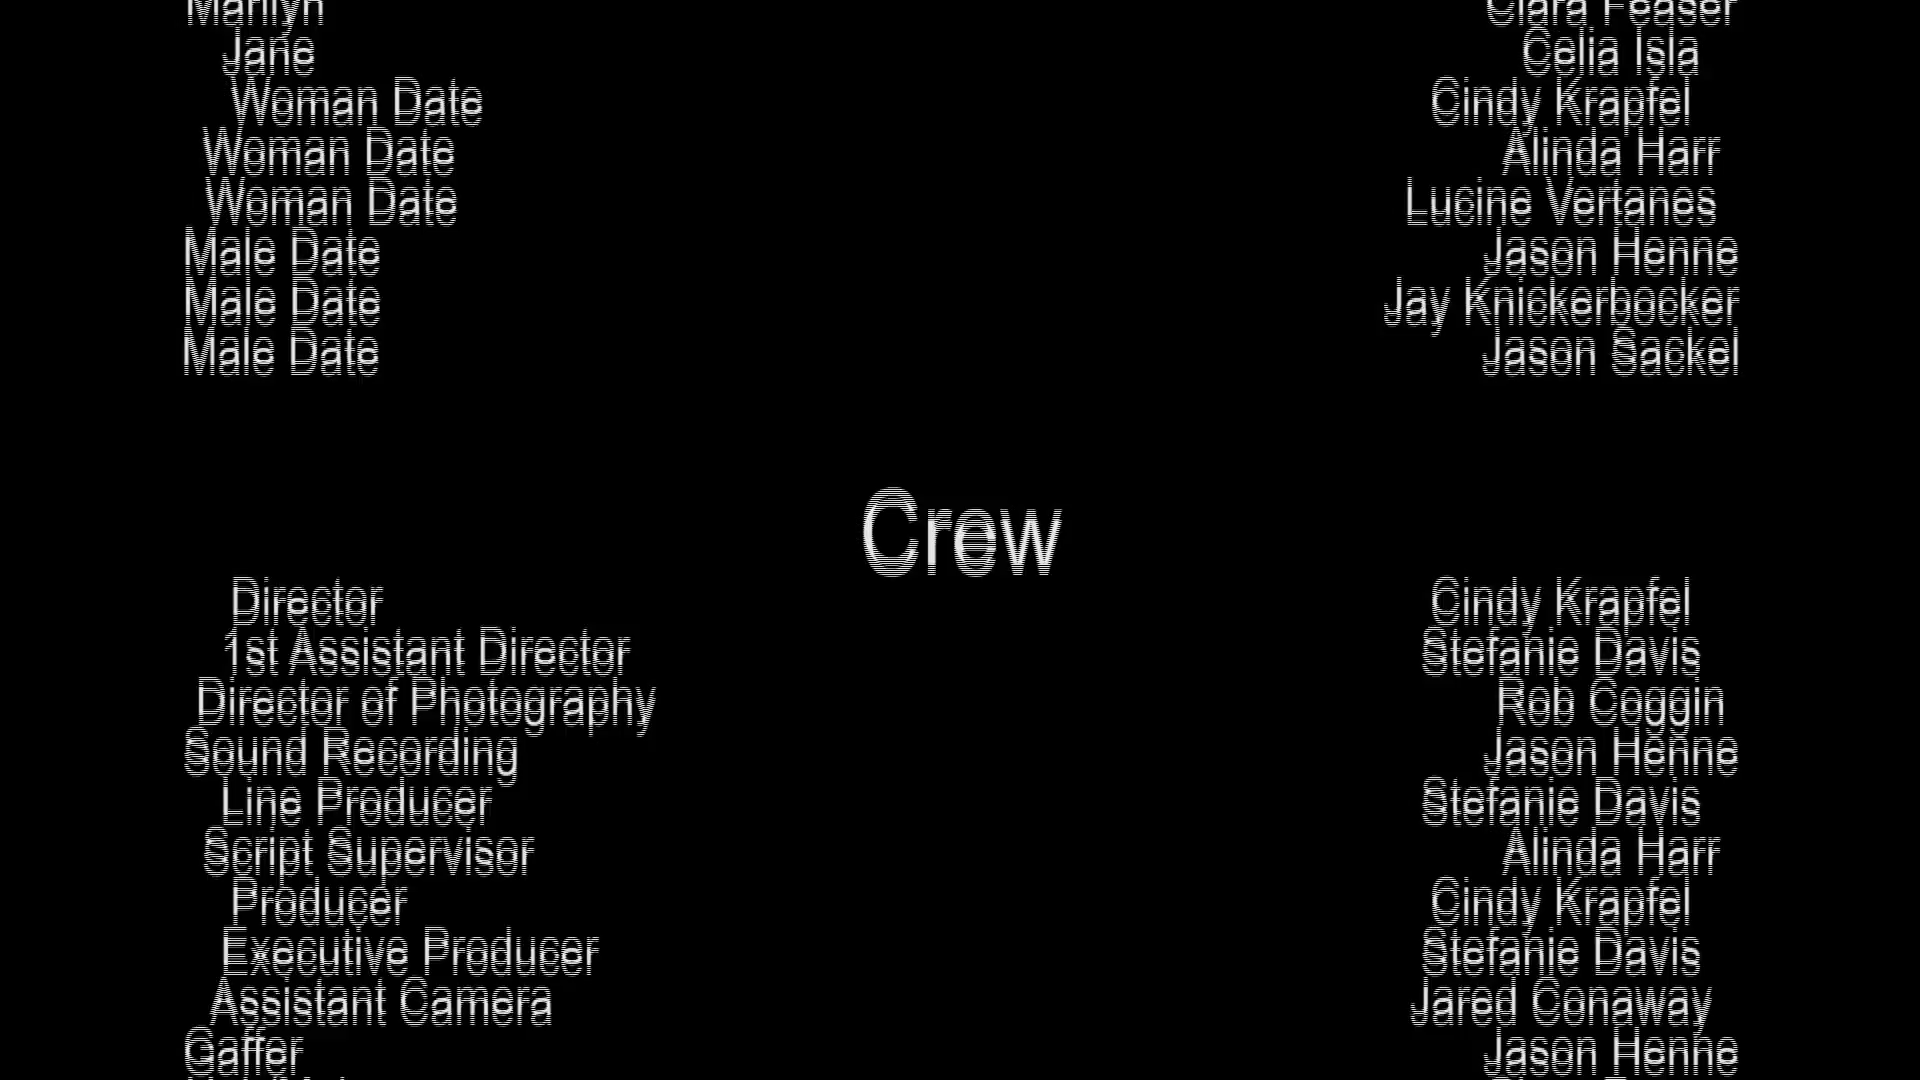 Marilyn Clara Feaser
Jane Celia Isla
Woman Date Cindy Krapfel
Woman Date Alinda Harr
Woman Date Lucine Vertanes
Male Date Jason Henne
Male Date Jay Knickerbocker
Male Date Jason Sackel
Crew
Director Cindy Krapfel
1st Assistant Director Stefanie Davis
Director of Photography Rob Coggin
Sound Recording Jason Henne
Line Producer Stefanie Davis
Script Supervisor Alinda Harr
Producer Cindy Krapfel
Executive Producer Stefanie Davis
Assistant Camera Jared Conaway
Gaffer Jason Henne